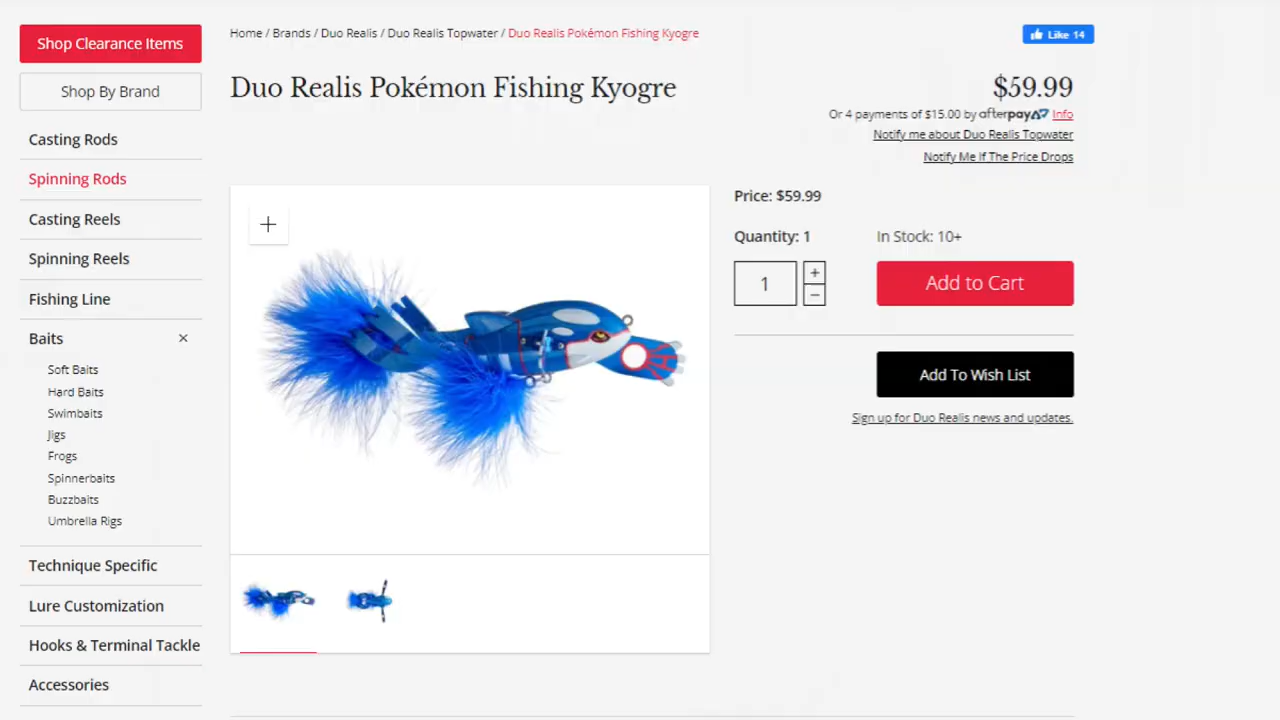 Shop Clearance Items
Shop By Brand
Casting Rods
Spinning Rods
Casting Reels
Spinning Reels
Fishing Line
Baits ×
Soft Baits
Hard Baits
Swimbaits
Jigs
Frogs
Spinnerbaits
Buzzbaits
Umbrella Rigs
Technique Specific
Lure Customization
Hooks & Terminal Tackle
Accessories
Home / Brands / Duo Realis / Duo Realis Topwater / Duo Realis Pokémon Fishing Kyogre
Like 14
Duo Realis Pokémon Fishing Kyogre
$59.99
Or 4 payments of $15.00 by afterpay Info
Notify me about Duo Realis Topwater
Notify Me If The Price Drops
+
Price: $59.99
Quantity: 1
In Stock: 10+
1
+
−
Add to Cart
Add To Wish List
Sign up for Duo Realis news and updates.